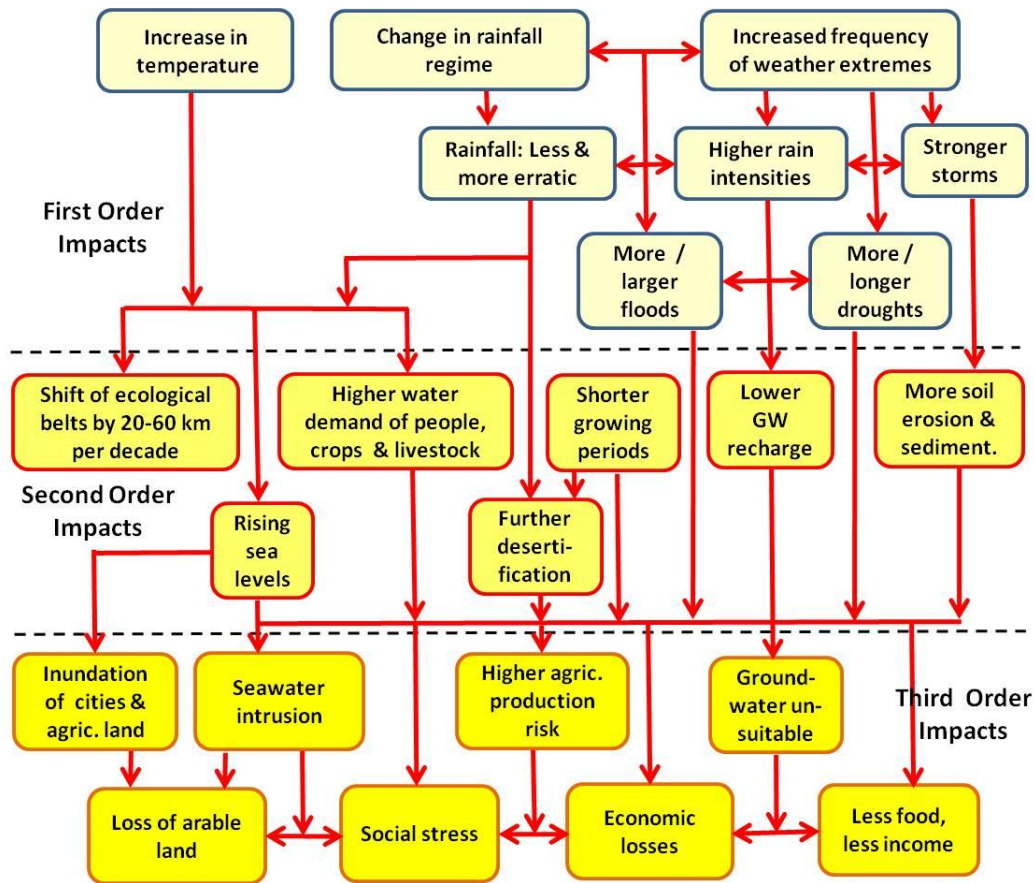 Increase in
temperature
Change in rainfall
regime
Increased frequency
of weather extremes
Rainfall: Less &
more erratic
Higher rain
intensities
Stronger
storms
First Order
Impacts
More /
larger
floods
More /
longer
droughts
Shift of ecological
belts by 20-60 km
per decade
Higher water
demand of people,
crops & livestock
Shorter
growing
periods
Lower
GW
recharge
More soil
erosion &
sediment.
Second Order
Impacts
Rising
sea
levels
Further
deserti-
fication
Inundation
of cities &
agric. land
Seawater
intrusion
Higher agric.
production
risk
Ground-
water un-
suitable
Third Order
Impacts
Loss of arable
land
Social stress
Economic
losses
Less food,
less income